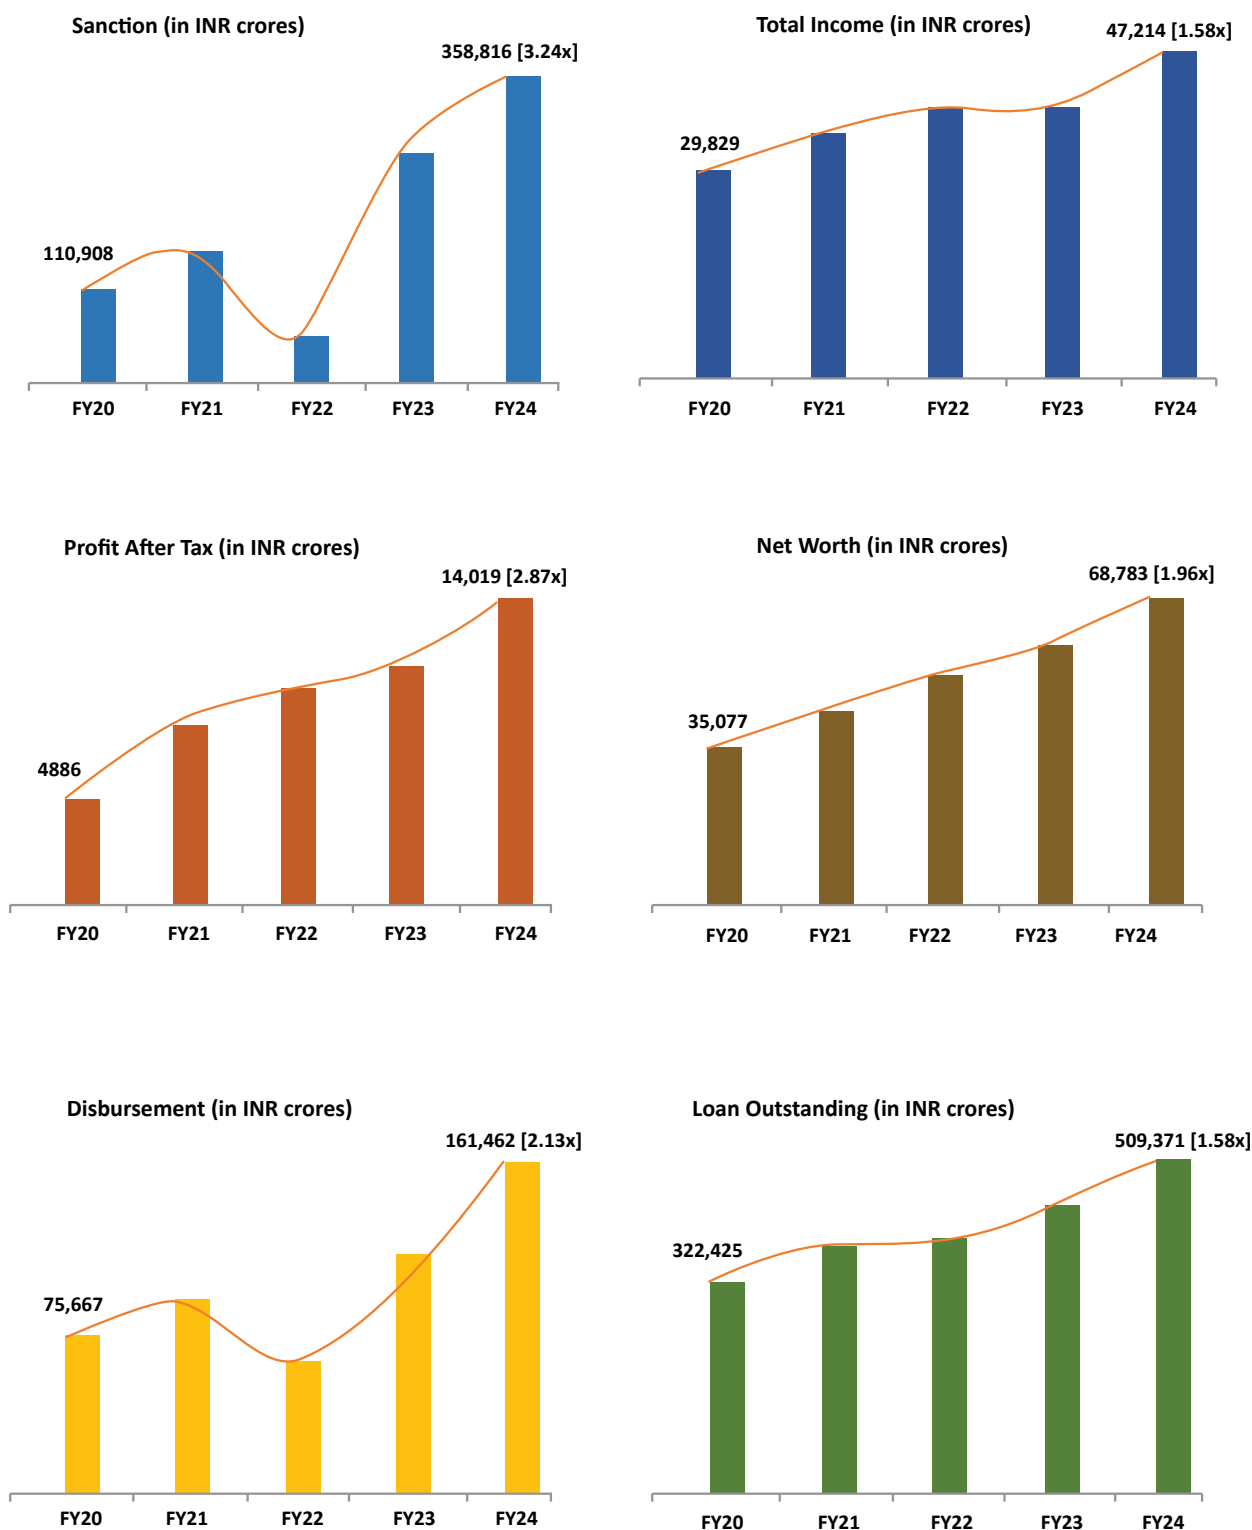 Sanction (in INR crores)
358,816 [3.24x]
110,908
FY20 FY21 FY22 FY23 FY24
Total Income (in INR crores)
47,214 [1.58x]
29,829
FY20 FY21 FY22 FY23 FY24
Profit After Tax (in INR crores)
14,019 [2.87x]
4886
FY20 FY21 FY22 FY23 FY24
Net Worth (in INR crores)
68,783 [1.96x]
35,077
FY20 FY21 FY22 FY23 FY24
Disbursement (in INR crores)
161,462 [2.13x]
75,667
FY20 FY21 FY22 FY23 FY24
Loan Outstanding (in INR crores)
509,371 [1.58x]
322,425
FY20 FY21 FY22 FY23 FY24